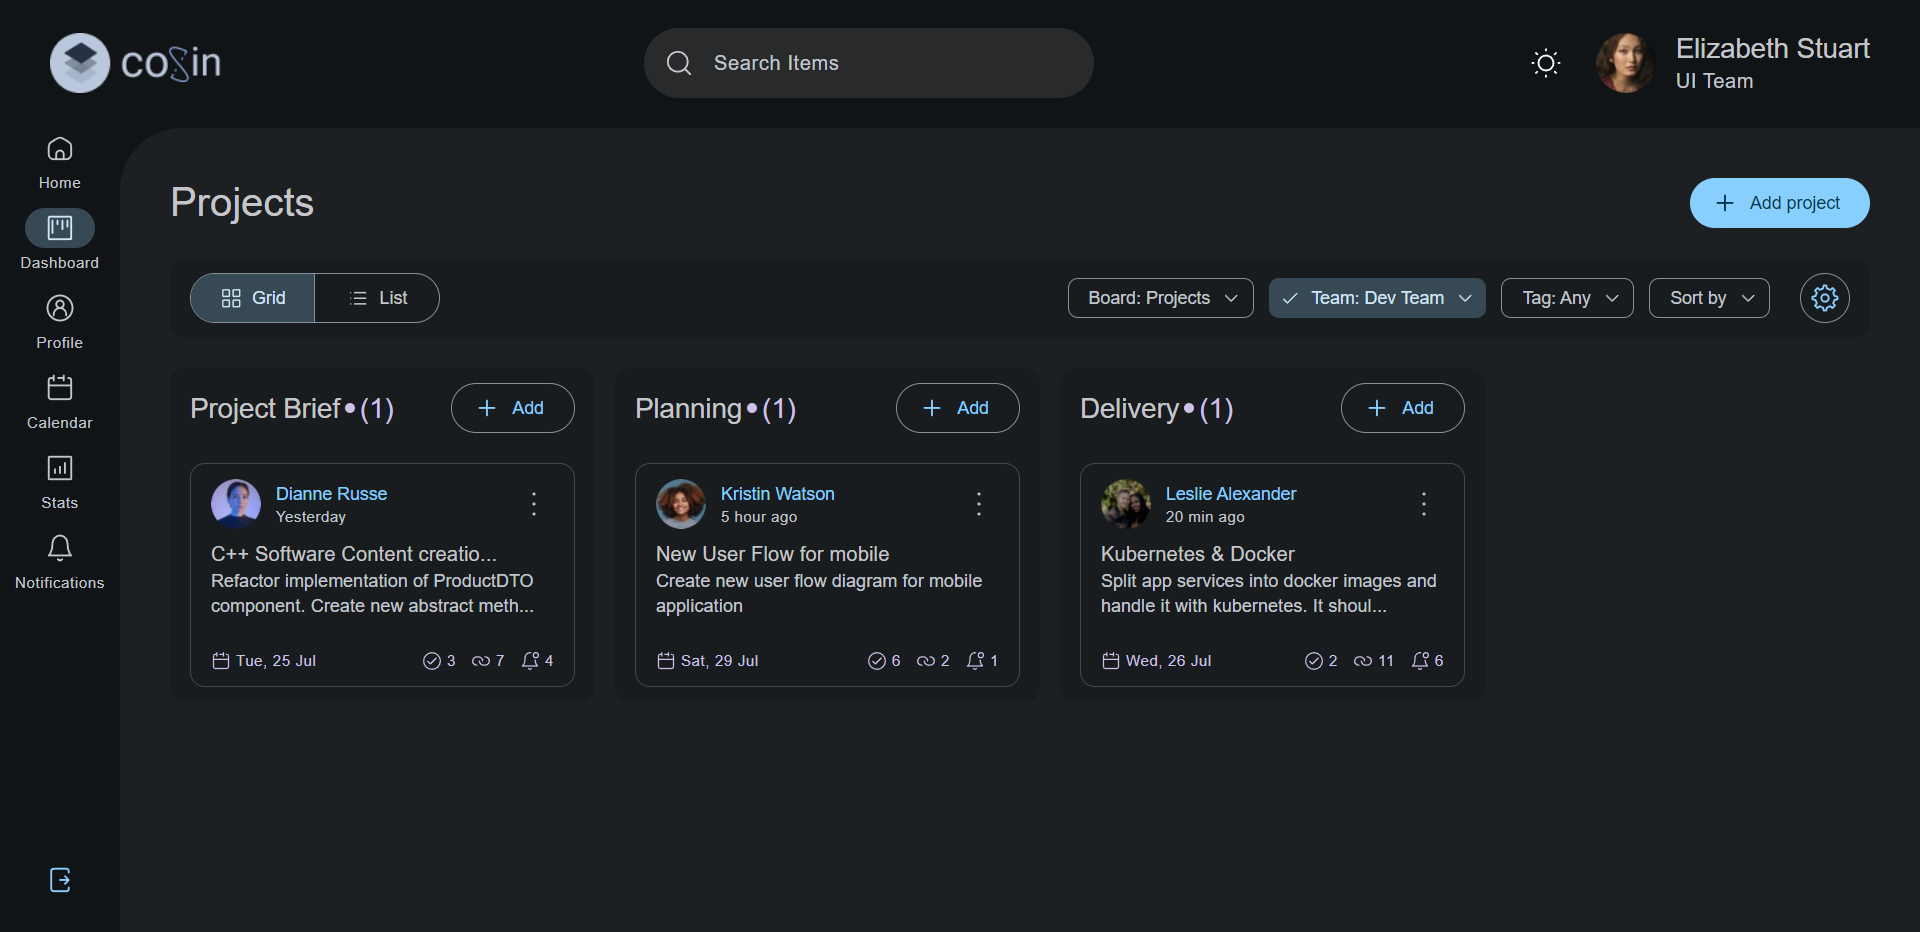 cosin
Search Items
Elizabeth Stuart
UI Team
Home
Dashboard
Profile
Calendar
Stats
Notifications
Projects
Add project
Grid
List
Board: Projects
Team: Dev Team
Tag: Any
Sort by
Project Brief•(1)
Add
Dianne Russe
Yesterday
C++ Software Content creatio...
Refactor implementation of ProductDTO
component. Create new abstract meth...
Tue, 25 Jul
3
7
4
Planning•(1)
Add
Kristin Watson
5 hour ago
New User Flow for mobile
Create new user flow diagram for mobile
application
Sat, 29 Jul
6
2
1
Delivery•(1)
Add
Leslie Alexander
20 min ago
Kubernetes & Docker
Split app services into docker images and
handle it with kubernetes. It shoul...
Wed, 26 Jul
2
11
6